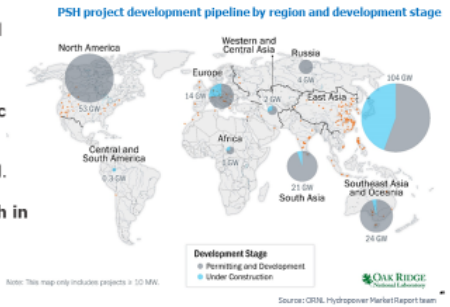 PSH project development pipeline by region and development stage
North America
53 GW
Western and
Central Asia
2 GW
Russia
4 GW
Europe
14 GW
East Asia
104 GW
Africa
1 GW
Central and
South America
0.3 GW
21 GW
South Asia
Southeast Asia
and Oceania
24 GW
Development Stage
Permitting and Development
Under Construction
Note: This map only includes projects ≥ 10 MW.
OAK RIDGE
National Laboratory
Source: ORNL Hydropower Market Report team
h in